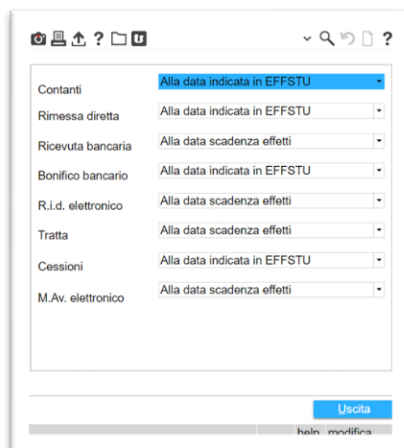 Contanti Alla data indicata in EFFSTU
Rimessa diretta Alla data indicata in EFFSTU
Ricevuta bancaria Alla data scadenza effetti
Bonifico bancario Alla data indicata in EFFSTU
R.i.d. elettronico Alla data scadenza effetti
Tratta Alla data scadenza effetti
Cessioni Alla data indicata in EFFSTU
M.Av. elettronico Alla data scadenza effetti
Uscita
help modifica